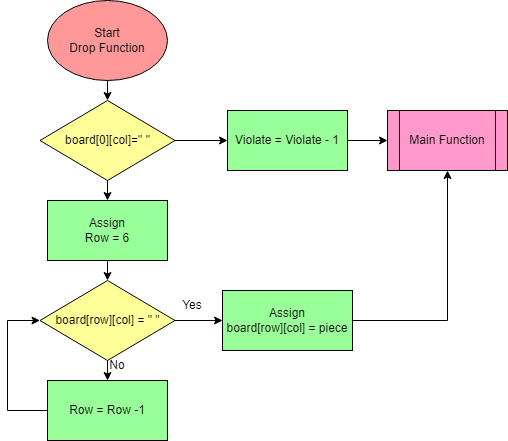 Start
Drop Function
board[0][col]=" "
Violate = Violate - 1
Main Function
Assign
Row = 6
board[row][col] = " "
Yes
Assign
board[row][col] = piece
No
Row = Row -1